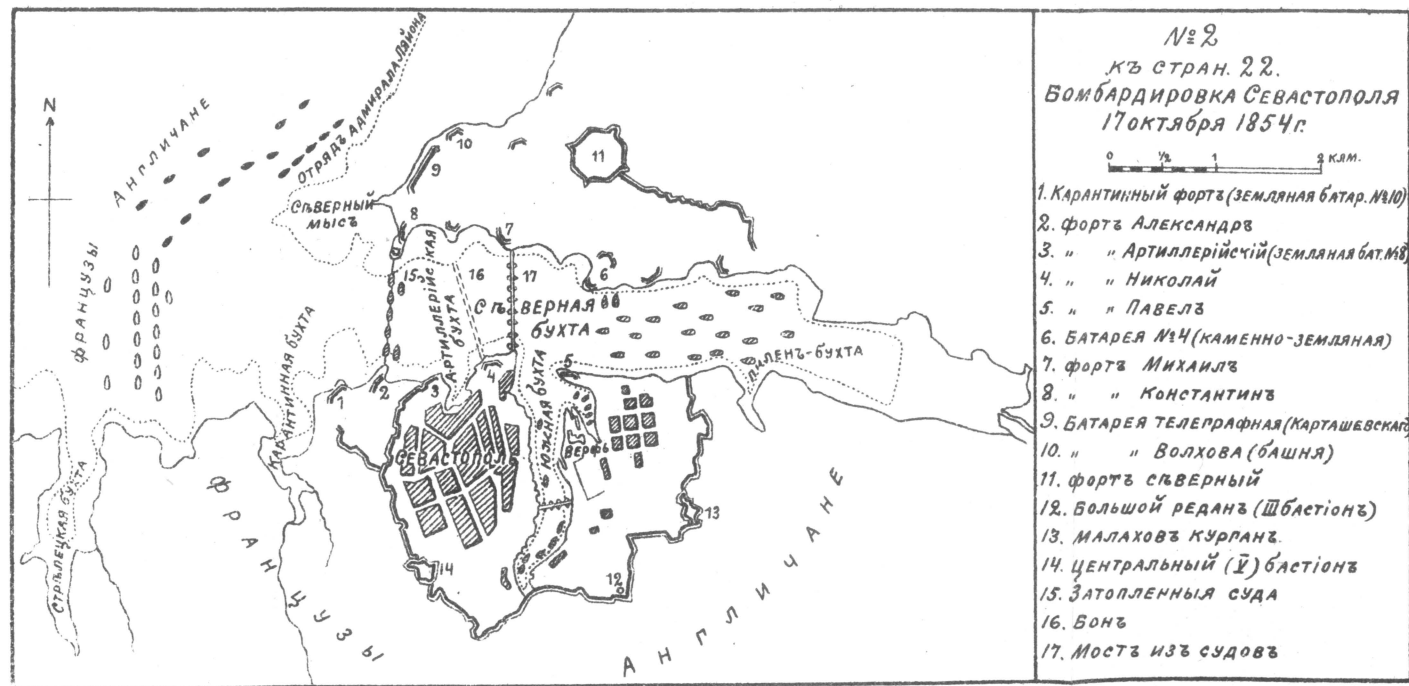 №2
къ стран. 22.
Бомбардировка Севастополя
17 октября 1854 г.
0 ½ 1 2 клм.
1. Карантинный фортъ (земляная батар. №10)
2. фортъ Александръ
3. „ „ Артиллерійскій (земляная бат. №8)
4. „ „ Николай
5. „ „ Павелъ
6. Батарея №4 (каменно-земляная)
7. фортъ Михаилъ
8. „ „ Константинъ
9. Батарея телеграфная (Карташевскаго)
10. „ „ Волхова (башня)
11. фортъ сѣверный
12. Большой реданъ (III бастіонъ)
13. Малаховъ курганъ.
14. центральный (V) бастіонъ
15. Затопленныя суда
16. Бонъ
17. Мостъ изъ судовъ
N
Англичане
Отрядъ адмирала Лайона
Французы
Сѣверный
мысъ
10
9
11
8
7
6
15
16
17
Артиллерійская
бухта
Сѣверная
бухта
Карантинная бухта
Стрѣлецкая бухта
Южная бухта
Киленъ-бухта
1
2
3
4
5
Севастополь
Верфь
13
14
12
Французы
Англичане